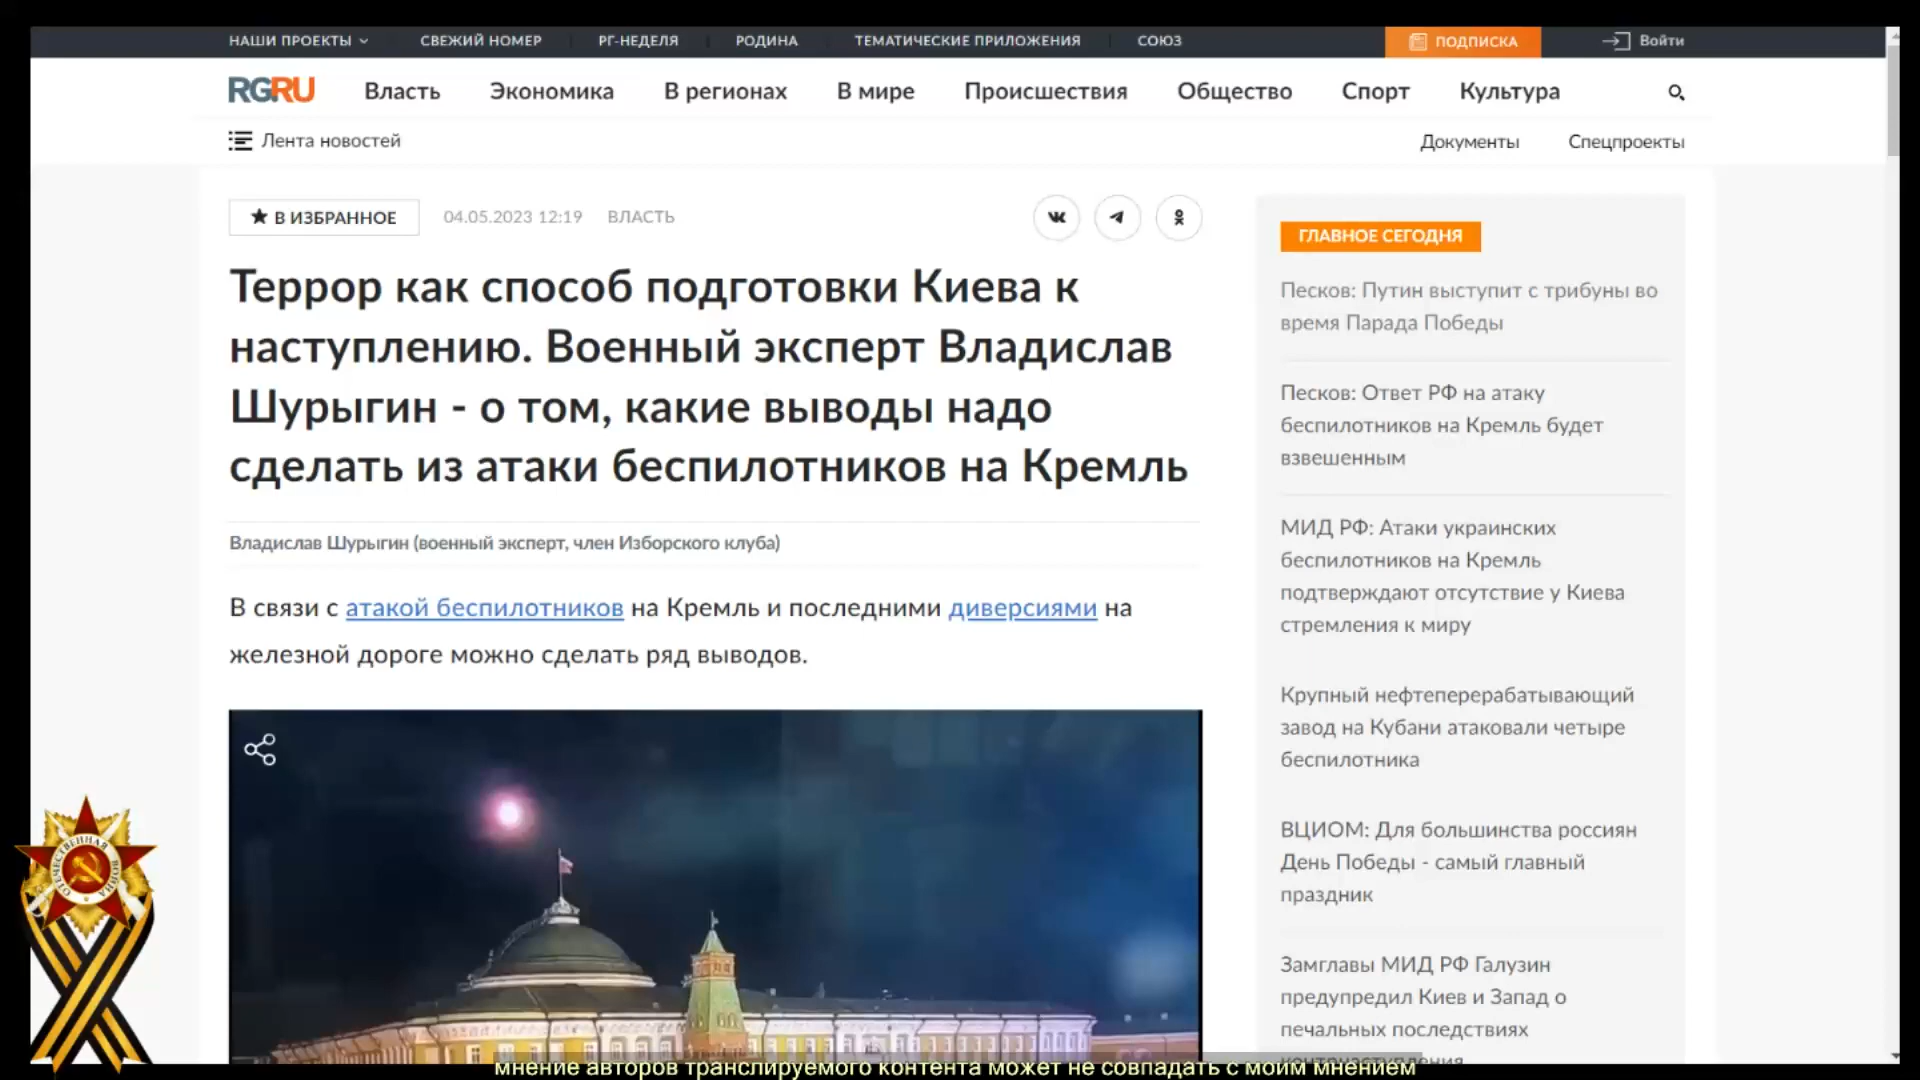 НАШИ ПРОЕКТЫ СВЕЖИЙ НОМЕР РГ-НЕДЕЛЯ РОДИНА ТЕМАТИЧЕСКИЕ ПРИЛОЖЕНИЯ СОЮЗ ПОДПИСКА Войти
RGRU Власть Экономика В регионах В мире Происшествия Общество Спорт Культура
Лента новостей Документы Спецпроекты
★ В ИЗБРАННОЕ 04.05.2023 12:19 ВЛАСТЬ
Террор как способ подготовки Киева к
наступлению. Военный эксперт Владислав
Шурыгин - о том, какие выводы надо
сделать из атаки беспилотников на Кремль
Владислав Шурыгин (военный эксперт, член Изборского клуба)
В связи с атакой беспилотников на Кремль и последними диверсиями на
железной дороге можно сделать ряд выводов.
ГЛАВНОЕ СЕГОДНЯ
Песков: Путин выступит с трибуны во
время Парада Победы
Песков: Ответ РФ на атаку
беспилотников на Кремль будет
взвешенным
МИД РФ: Атаки украинских
беспилотников на Кремль
подтверждают отсутствие у Киева
стремления к миру
Крупный нефтеперерабатывающий
завод на Кубани атаковали четыре
беспилотника
ВЦИОМ: Для большинства россиян
День Победы - самый главный
праздник
Замглавы МИД РФ Галузин
предупредил Киев и Запад о
печальных последствиях
ОТЕЧЕСТВЕННАЯ ВОЙНА
мнение авторов транслируемого контента может не совпадать с моим мнением